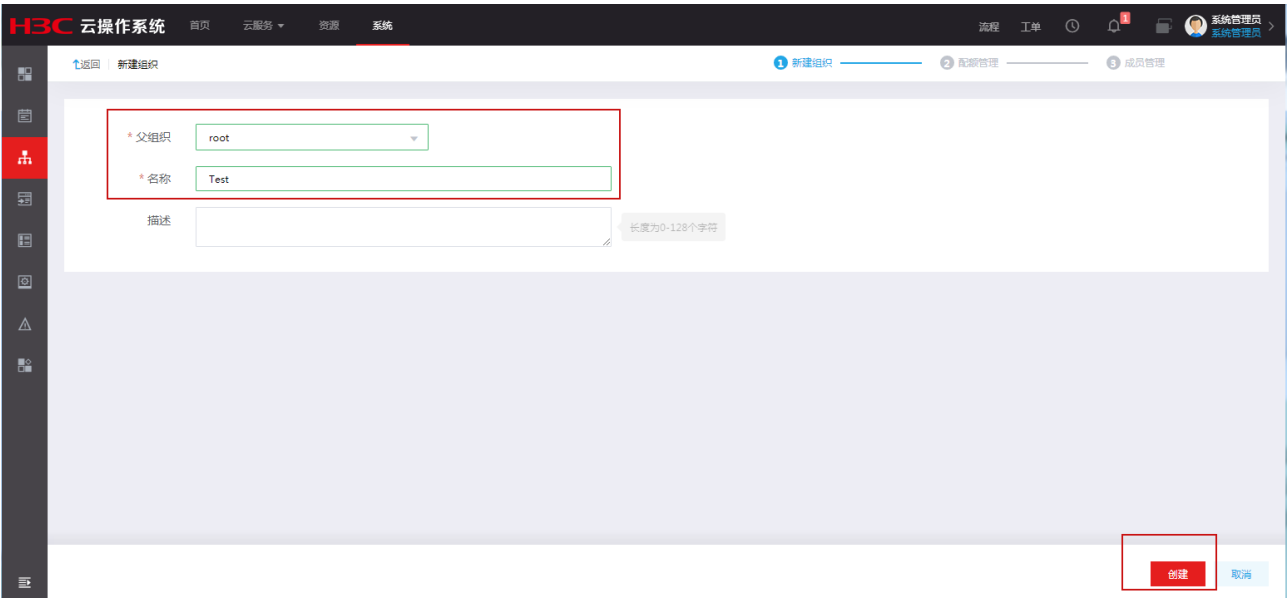 H3C 云操作系统 首页 云服务 资源 系统 流程 工单 1 系统管理员
系统管理员
返回 新建组织 1 新建组织 2 配额管理 3 成员管理
* 父组织 root
* 名称 Test
描述 长度为0-128个字符
创建 取消